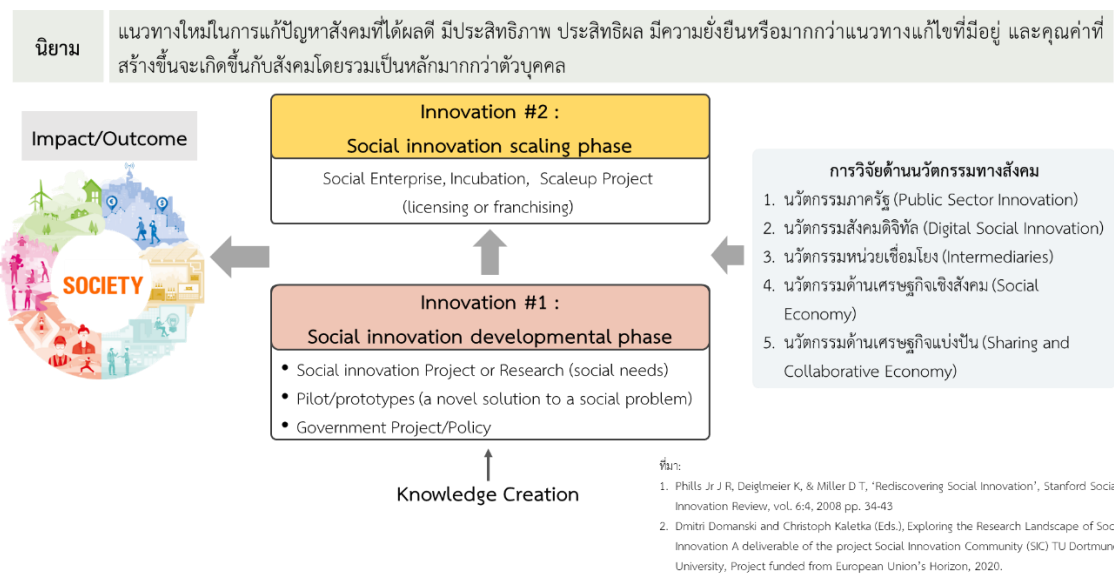 นิยาม
แนวทางใหม่ในการแก้ปัญหาสังคมที่ได้ผลดี มีประสิทธิภาพ ประสิทธิผล มีความยั่งยืนหรือมากกว่าแนวทางแก้ไขที่มีอยู่ และคุณค่าที่
สร้างขึ้นจะเกิดขึ้นกับสังคมโดยรวมเป็นหลักมากกว่าตัวบุคคล
Impact/Outcome
SOCIETY
Innovation #2 :
Social innovation scaling phase
Social Enterprise, Incubation, Scaleup Project
(licensing or franchising)
Innovation #1 :
Social innovation developmental phase
• Social innovation Project or Research (social needs)
• Pilot/prototypes (a novel solution to a social problem)
• Government Project/Policy
Knowledge Creation
การวิจัยด้านนวัตกรรมทางสังคม
1. นวัตกรรมภาครัฐ (Public Sector Innovation)
2. นวัตกรรมสังคมดิจิทัล (Digital Social Innovation)
3. นวัตกรรมหน่วยเชื่อมโยง (Intermediaries)
4. นวัตกรรมด้านเศรษฐกิจเชิงสังคม (Social
Economy)
5. นวัตกรรมด้านเศรษฐกิจแบ่งปัน (Sharing and
Collaborative Economy)
ที่มา:
1. Phills Jr J R, Deiglmeier K, & Miller D T, ‘Rediscovering Social Innovation’, Stanford Socia
Innovation Review, vol. 6:4, 2008 pp. 34-43
2. Dmitri Domanski and Christoph Kaletka (Eds.), Exploring the Research Landscape of Soc
Innovation A deliverable of the project Social Innovation Community (SIC) TU Dortmun
University, Project funded from European Union’s Horizon, 2020.